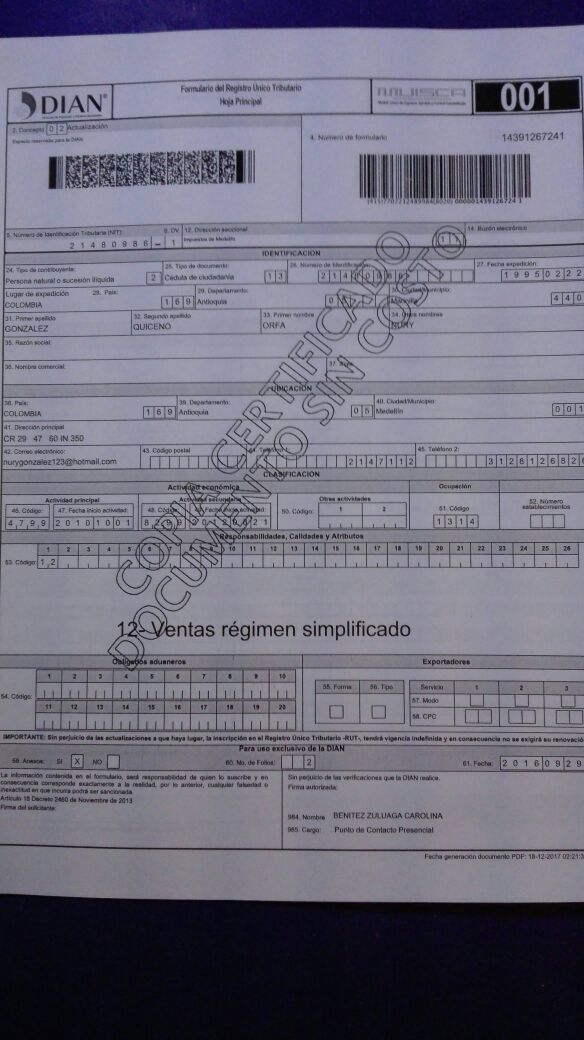 DIAN®
Formulario del Registro Único Tributario
Hoja Principal
MUISCA
001
2. Concepto 0 2 Actualización
Espacio reservado para la DIAN
4. Número de formulario
14391267241
(415)7707212489984(8020) 000001439126724 1
5. Número de Identificación Tributaria (NIT):
6. DV
12. Dirección seccional
14. Buzón electrónico
2 1 4 8 0 9 8 6 - 1 Impuestos de Medellín
1 1
IDENTIFICACION
24. Tipo de contribuyente:
25. Tipo de documento:
26. Número de Identificación:
27. Fecha expedición:
Persona natural o sucesión ilíquida 2 Cédula de ciudadanía 1 3
1 9 9 5 0 2 2 2
Lugar de expedición
28. País:
29. Departamento:
30. Ciudad/Municipio:
COLOMBIA 1 6 9 Antioquia 4 4 0
31. Primer apellido
32. Segundo apellido
33. Primer nombre
34. Otros nombres
GONZALEZ QUICENO ORFA NURY
35. Razón social:
36. Nombre comercial:
37. Sigla:
UBICACION
38. País:
39. Departamento:
40. Ciudad/Municipio:
COLOMBIA 1 6 9 Antioquia 0 5 Medellín 0 0 1
41. Dirección principal
CR 29 47 60 IN 350
42. Correo electrónico:
43. Código postal
44. Teléfono 1:
45. Teléfono 2:
nurygonzalez123@hotmail.com 2 1 4 7 1 1 2 3 1 2 8 1 2 6 8 2
CLASIFICACION
Actividad económica
Ocupación
Actividad principal
Actividad secundaria
Otras actividades
52. Número establecimientos
46. Código:
47. Fecha inicio actividad:
48. Código:
49. Fecha inicio actividad:
50. Código:
1 2
51. Código
4 7 9 9 2 0 1 0 1 0 0 1 8 2 9 9 2 0 1 2 0 8 2 1
1 3 1 4
Responsabilidades, Calidades y Atributos
1 2 3 4 5 6 7 8 9 10 11 12 13 14 15 16 17 18 19 20 21 22 23 24 25 26
53. Código: 1 2
12- Ventas régimen simplificado
COPIA CERTIFICADO
DOCUMENTO SIN COSTO
Obligados aduaneros
Exportadores
1 2 3 4 5 6 7 8 9 10
54. Código:
11 12 13 14 15 16 17 18 19 20
55. Forma
56. Tipo
Servicio 1 2 3
57. Modo
58. CPC
IMPORTANTE: Sin perjuicio de las actualizaciones a que haya lugar, la inscripción en el Registro Único Tributario -RUT-, tendrá vigencia indefinida y en consecuencia no se exigirá su renovació
Para uso exclusivo de la DIAN
59. Anexos: SI X NO
60. No. de Folios: 2
61. Fecha: 2 0 1 6 0 9 2 9
La información contenida en el formulario, será responsabilidad de quien lo suscribe y en
consecuencia corresponde exactamente a la realidad, por lo anterior, cualquier falsedad o
inexactitud en que incurra podrá ser sancionada.
Artículo 18 Decreto 2460 de Noviembre de 2013
Firma del solicitante:
Sin perjuicio de las verificaciones que la DIAN realice.
Firma autorizada:
984. Nombre BENITEZ ZULUAGA CAROLINA
985. Cargo: Punto de Contacto Presencial
Fecha generación documento PDF: 18-12-2017 02:21:3